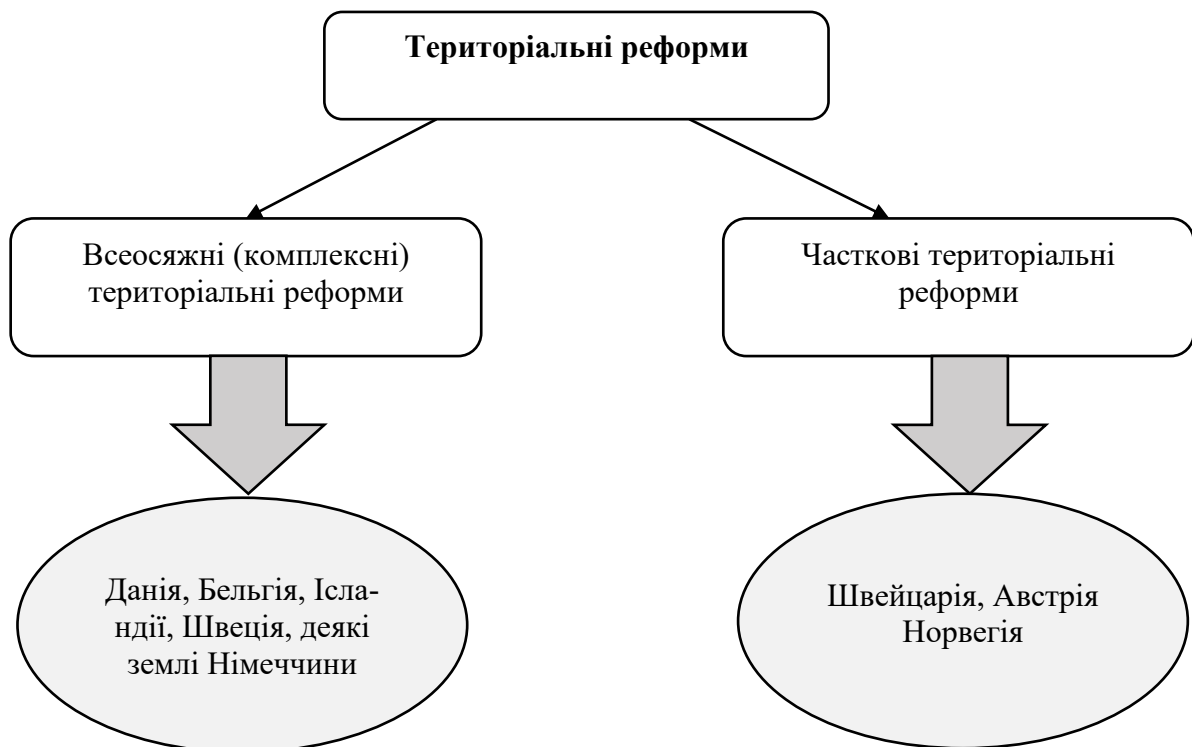 Територіальні реформи
Всеосяжні (комплексні)
територіальні реформи
Часткові територіальні
реформи
Данія, Бельгія, Ісла-
ндії, Швеція, деякі
землі Німеччини
Швейцарія, Австрія
Норвегія